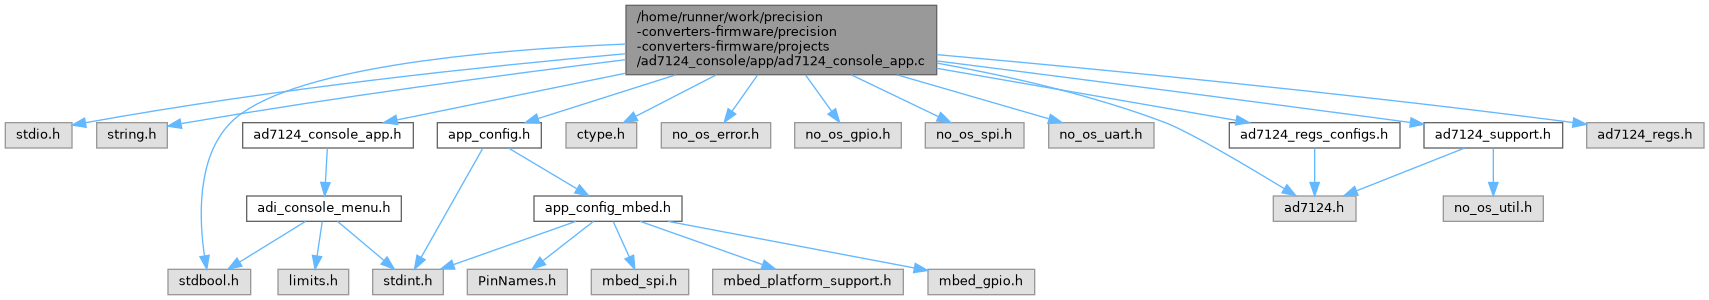 /home/runner/work/precision
-converters-firmware/precision
-converters-firmware/projects
/ad7124_console/app/ad7124_console_app.c
stdio.h
string.h
ad7124_console_app.h
app_config.h
ctype.h
no_os_error.h
no_os_gpio.h
no_os_spi.h
no_os_uart.h
ad7124_regs_configs.h
ad7124_support.h
ad7124_regs.h
adi_console_menu.h
app_config_mbed.h
ad7124.h
no_os_util.h
stdbool.h
limits.h
stdint.h
PinNames.h
mbed_spi.h
mbed_platform_support.h
mbed_gpio.h